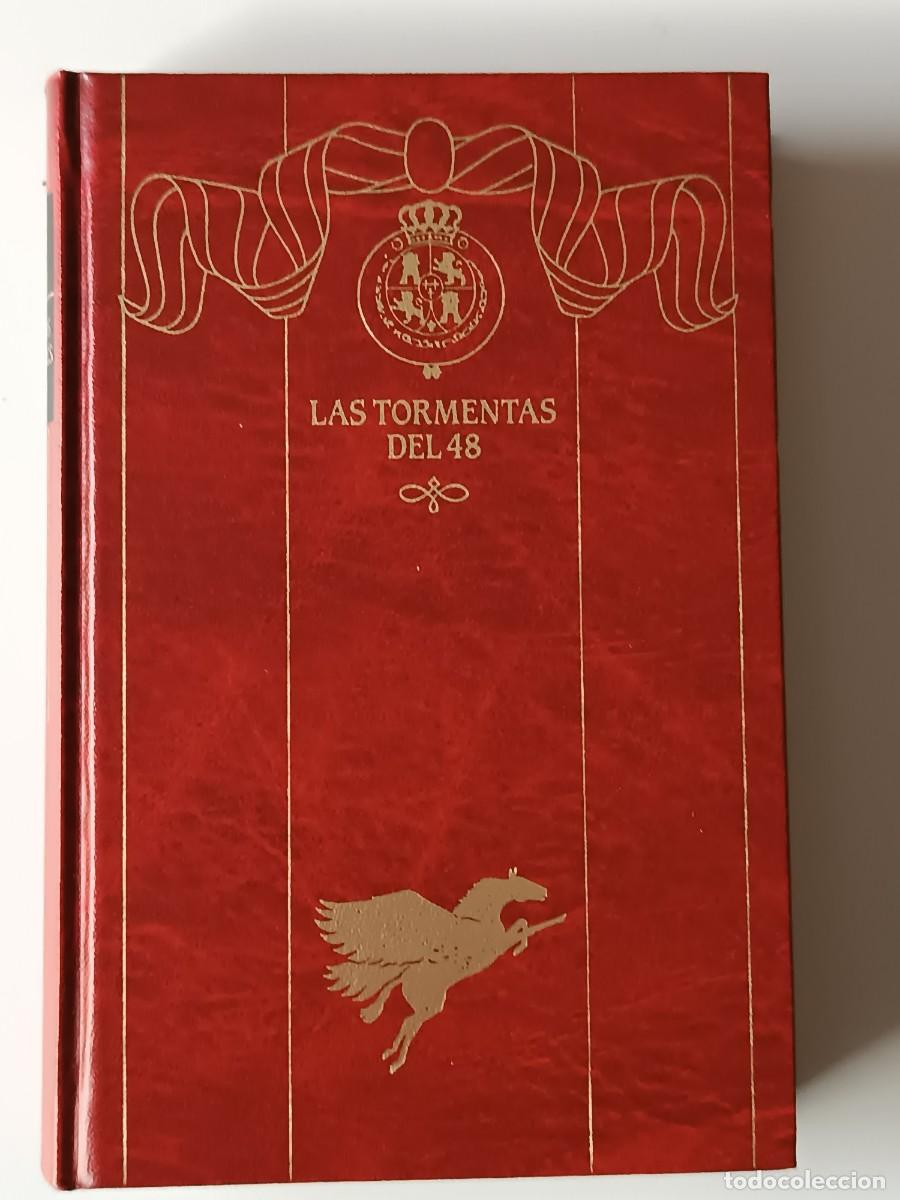 LAS TORMENTAS
DEL 48
todocoleccion